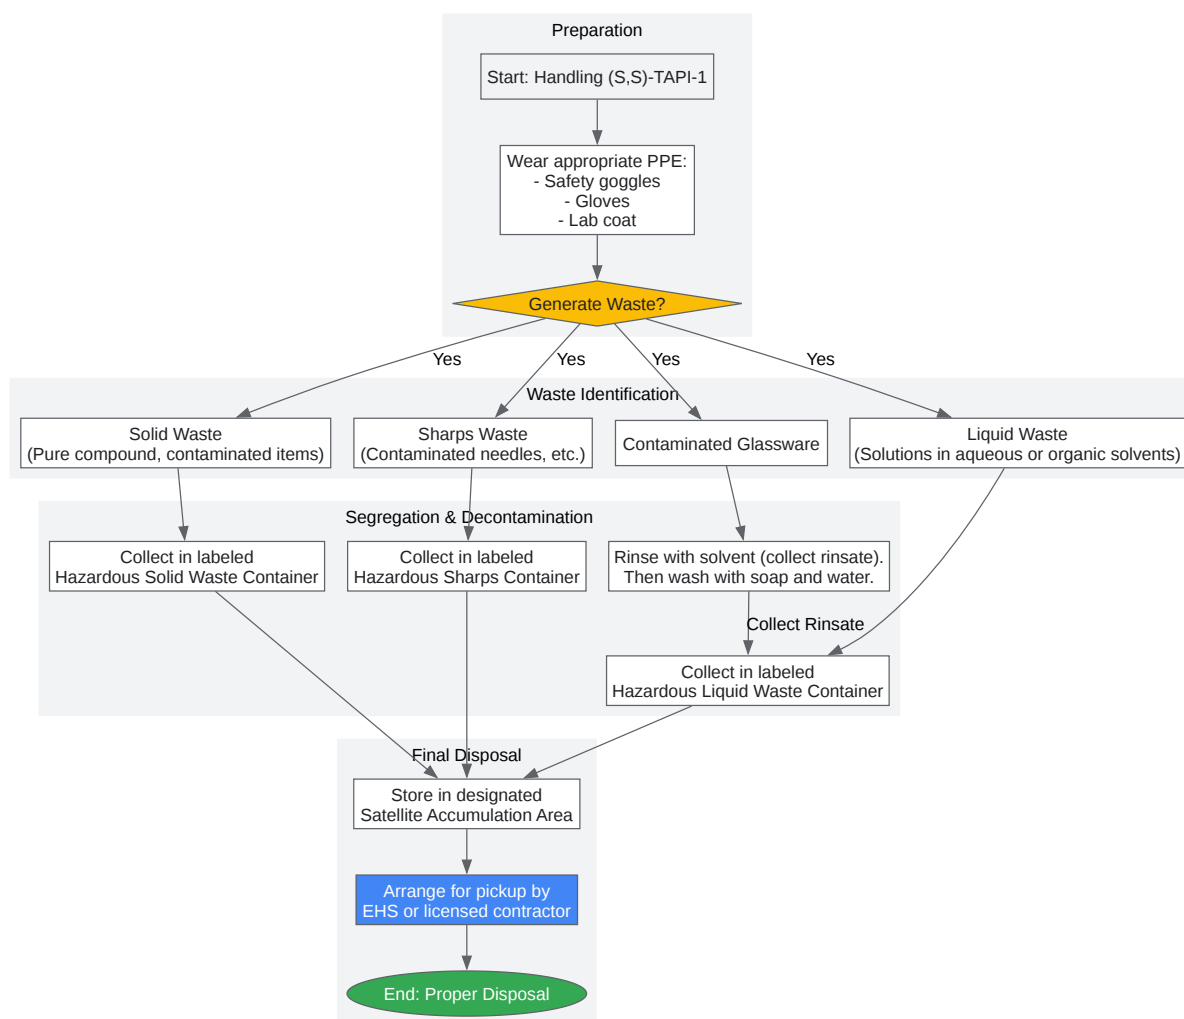 Preparation
Start: Handling (S,S)-TAPI-1
Wear appropriate PPE:
- Safety goggles
- Gloves
- Lab coat
Generate Waste?
Yes
Yes
Yes
Yes
Waste Identification
Solid Waste
(Pure compound, contaminated items)
Sharps Waste
(Contaminated needles, etc.)
Contaminated Glassware
Liquid Waste
(Solutions in aqueous or organic solvents)
Segregation & Decontamination
Collect in labeled
Hazardous Solid Waste Container
Collect in labeled
Hazardous Sharps Container
Rinse with solvent (collect rinsate).
Then wash with soap and water.
Collect Rinsate
Collect in labeled
Hazardous Liquid Waste Container
Final Disposal
Store in designated
Satellite Accumulation Area
Arrange for pickup by
EHS or licensed contractor
End: Proper Disposal